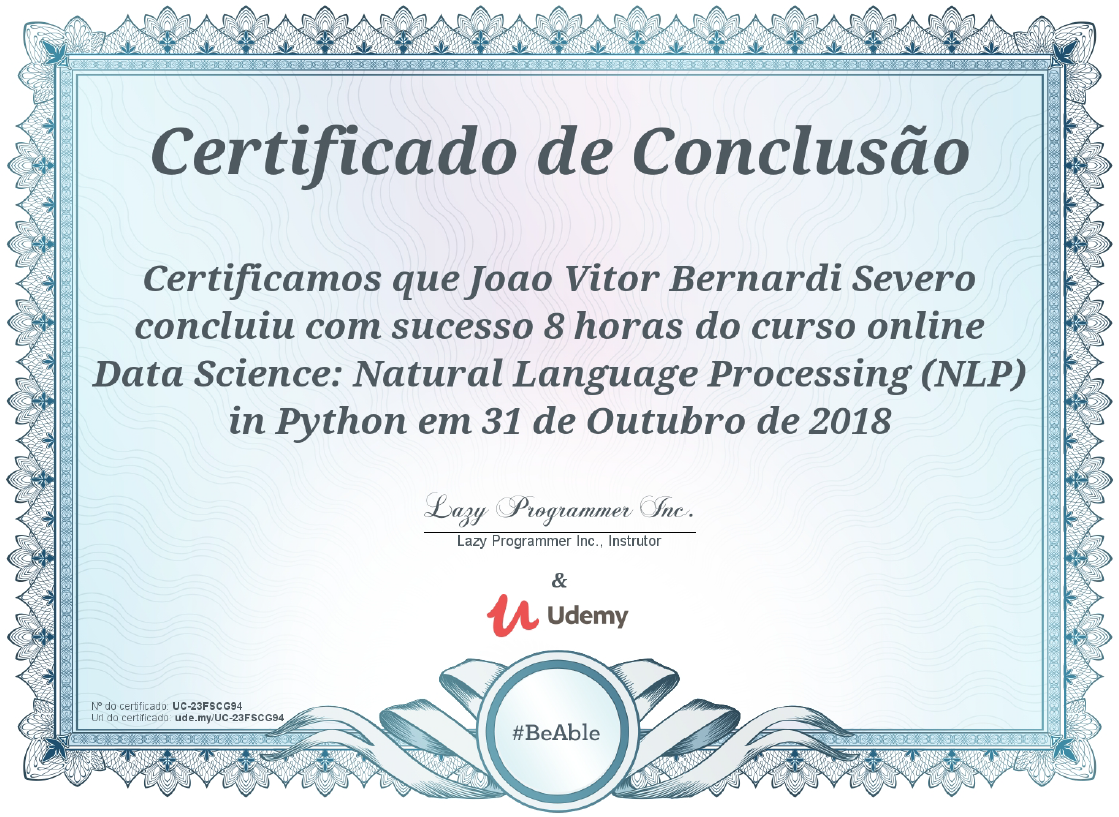 Certificado de Conclusão
Certificamos que Joao Vitor Bernardi Severo
concluiu com sucesso 8 horas do curso online
Data Science: Natural Language Processing (NLP)
in Python em 31 de Outubro de 2018
Lazy Programmer Inc.
Lazy Programmer Inc., Instrutor
&
Udemy
Nº do certificado: UC-23FSCG94
Url do certificado: ude.my/UC-23FSCG94
#BeAble